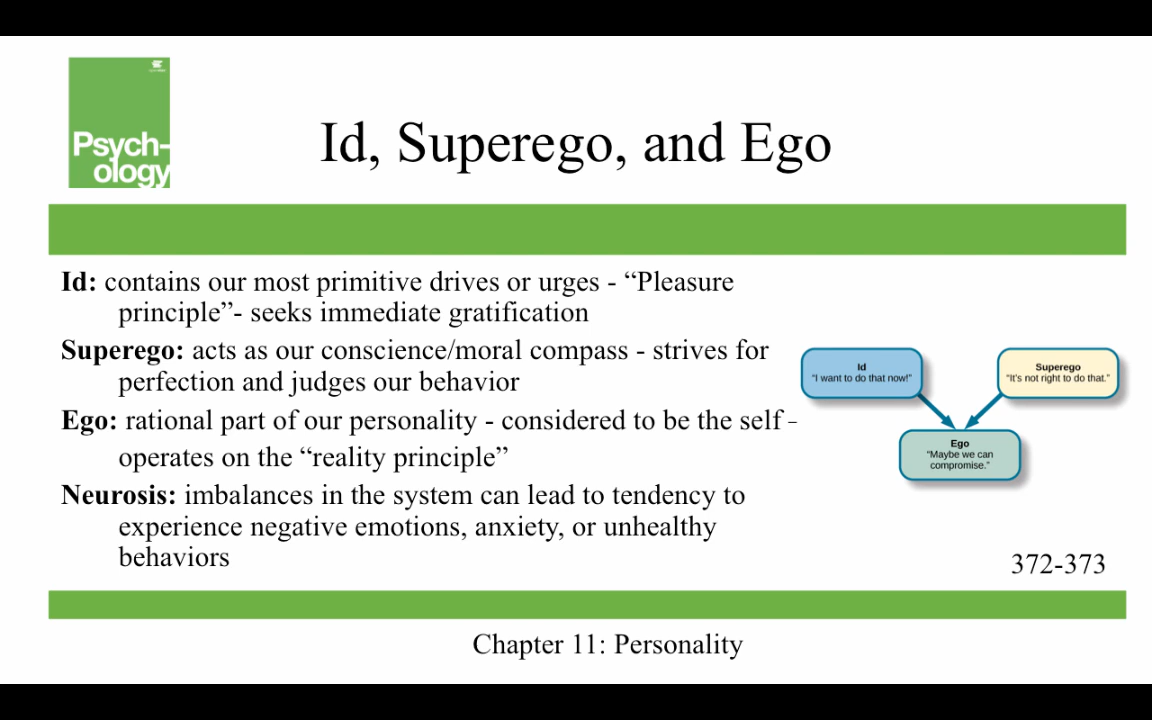 Psych-
ology
Id, Superego, and Ego
Id: contains our most primitive drives or urges - “Pleasure
principle”- seeks immediate gratification
Superego: acts as our conscience/moral compass - strives for
perfection and judges our behavior
Ego: rational part of our personality - considered to be the self –
operates on the “reality principle”
Neurosis: imbalances in the system can lead to tendency to
experience negative emotions, anxiety, or unhealthy
behaviors
Id
“I want to do that now!”
Superego
“It's not right to do that.”
Ego
“Maybe we can
compromise.”
372-373
Chapter 11: Personality